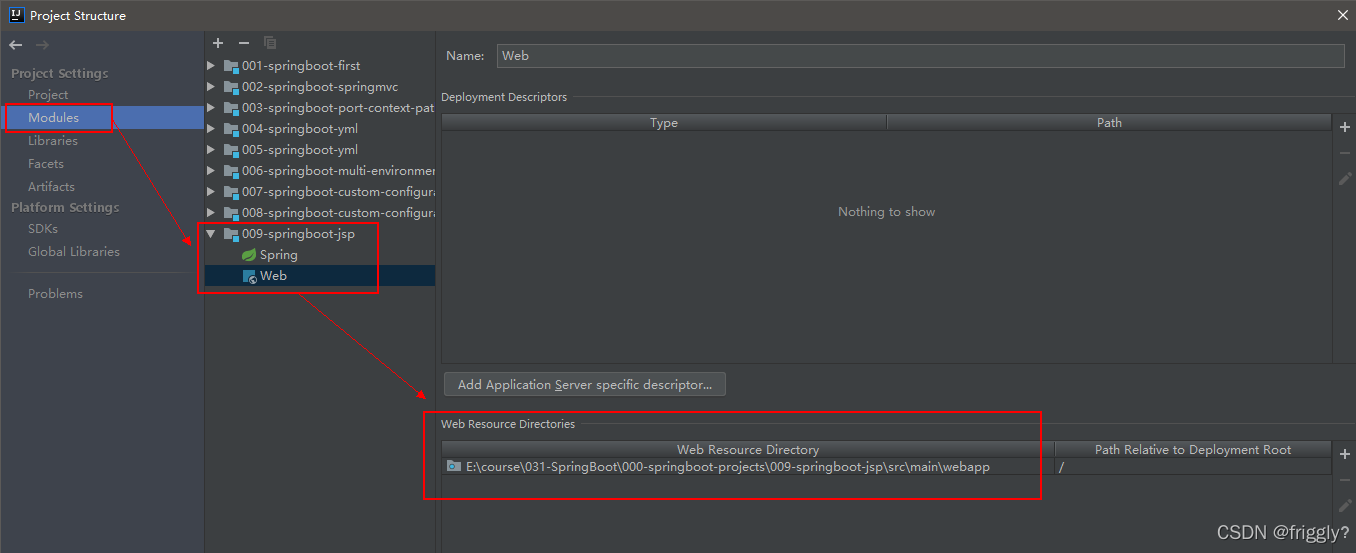 Project Structure
Project Settings
Project
Modules
Libraries
Facets
Artifacts
Platform Settings
SDKs
Global Libraries
Problems
001-springboot-first
002-springboot-springmvc
003-springboot-port-context-pat
004-springboot-yml
005-springboot-yml
006-springboot-multi-environmer
007-springboot-custom-configura
008-springboot-custom-configura
009-springboot-jsp
Spring
Web
Name: Web
Deployment Descriptors
Type Path
Nothing to show
Add Application Server specific descriptor...
Web Resource Directories
Web Resource Directory Path Relative to Deployment Root
E:\course\031-SpringBoot\000-springboot-projects\009-springboot-jsp\src\main\webapp /
CSDN @friggly?